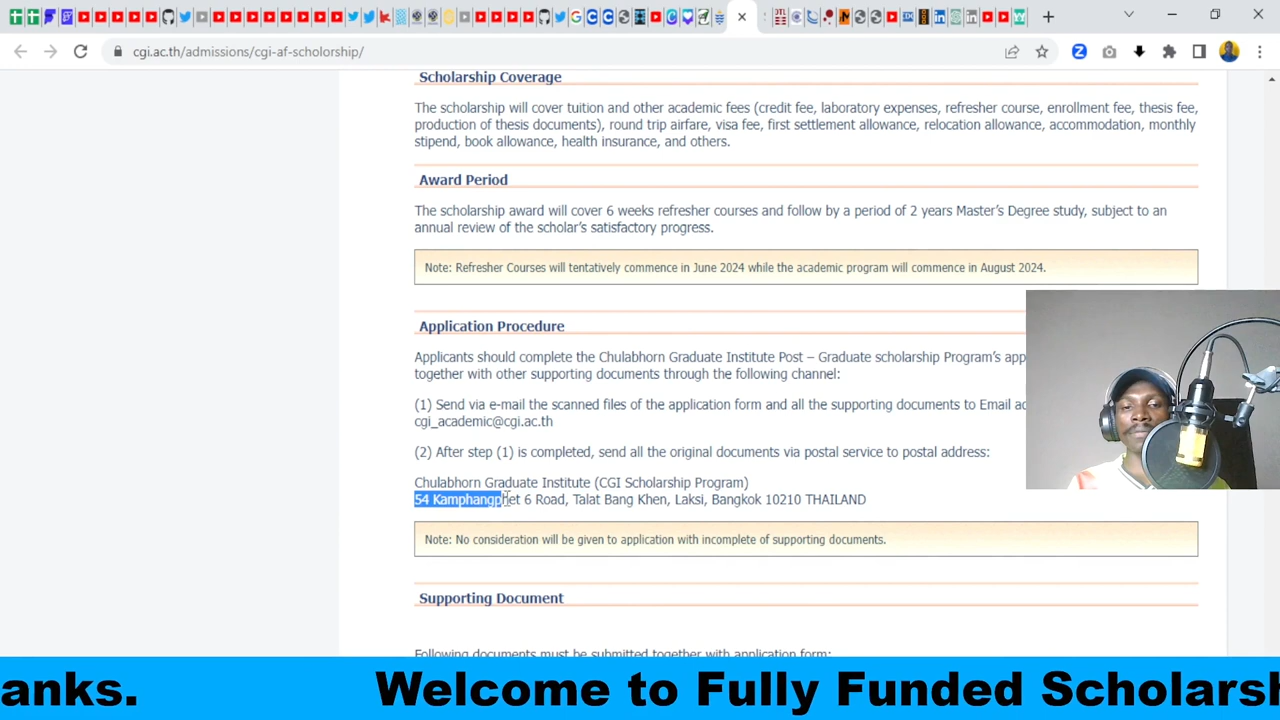 cgi.ac.th/admissions/cgi-af-scholorship/
Scholarship Coverage
The scholarship will cover tuition and other academic fees (credit fee, laboratory expenses, refresher course, enrollment fee, thesis fee,
production of thesis documents), round trip airfare, visa fee, first settlement allowance, relocation allowance, accommodation, monthly
stipend, book allowance, health insurance, and others.
Award Period
The scholarship award will cover 6 weeks refresher courses and follow by a period of 2 years Master's Degree study, subject to an
annual review of the scholar's satisfactory progress.
Note: Refresher Courses will tentatively commence in June 2024 while the academic program will commence in August 2024.
Application Procedure
Applicants should complete the Chulabhorn Graduate Institute Post – Graduate scholarship Program's app
together with other supporting documents through the following channel:
(1) Send via e-mail the scanned files of the application form and all the supporting documents to Email ad
cgi_academic@cgi.ac.th
(2) After step (1) is completed, send all the original documents via postal service to postal address:
Chulabhorn Graduate Institute (CGI Scholarship Program)
54 Kamphangphet 6 Road, Talat Bang Khen, Laksi, Bangkok 10210 THAILAND
Note: No consideration will be given to application with incomplete of supporting documents.
Supporting Document
Following documents must be submitted together with application form:
anks. Welcome to Fully Funded Scholarsh